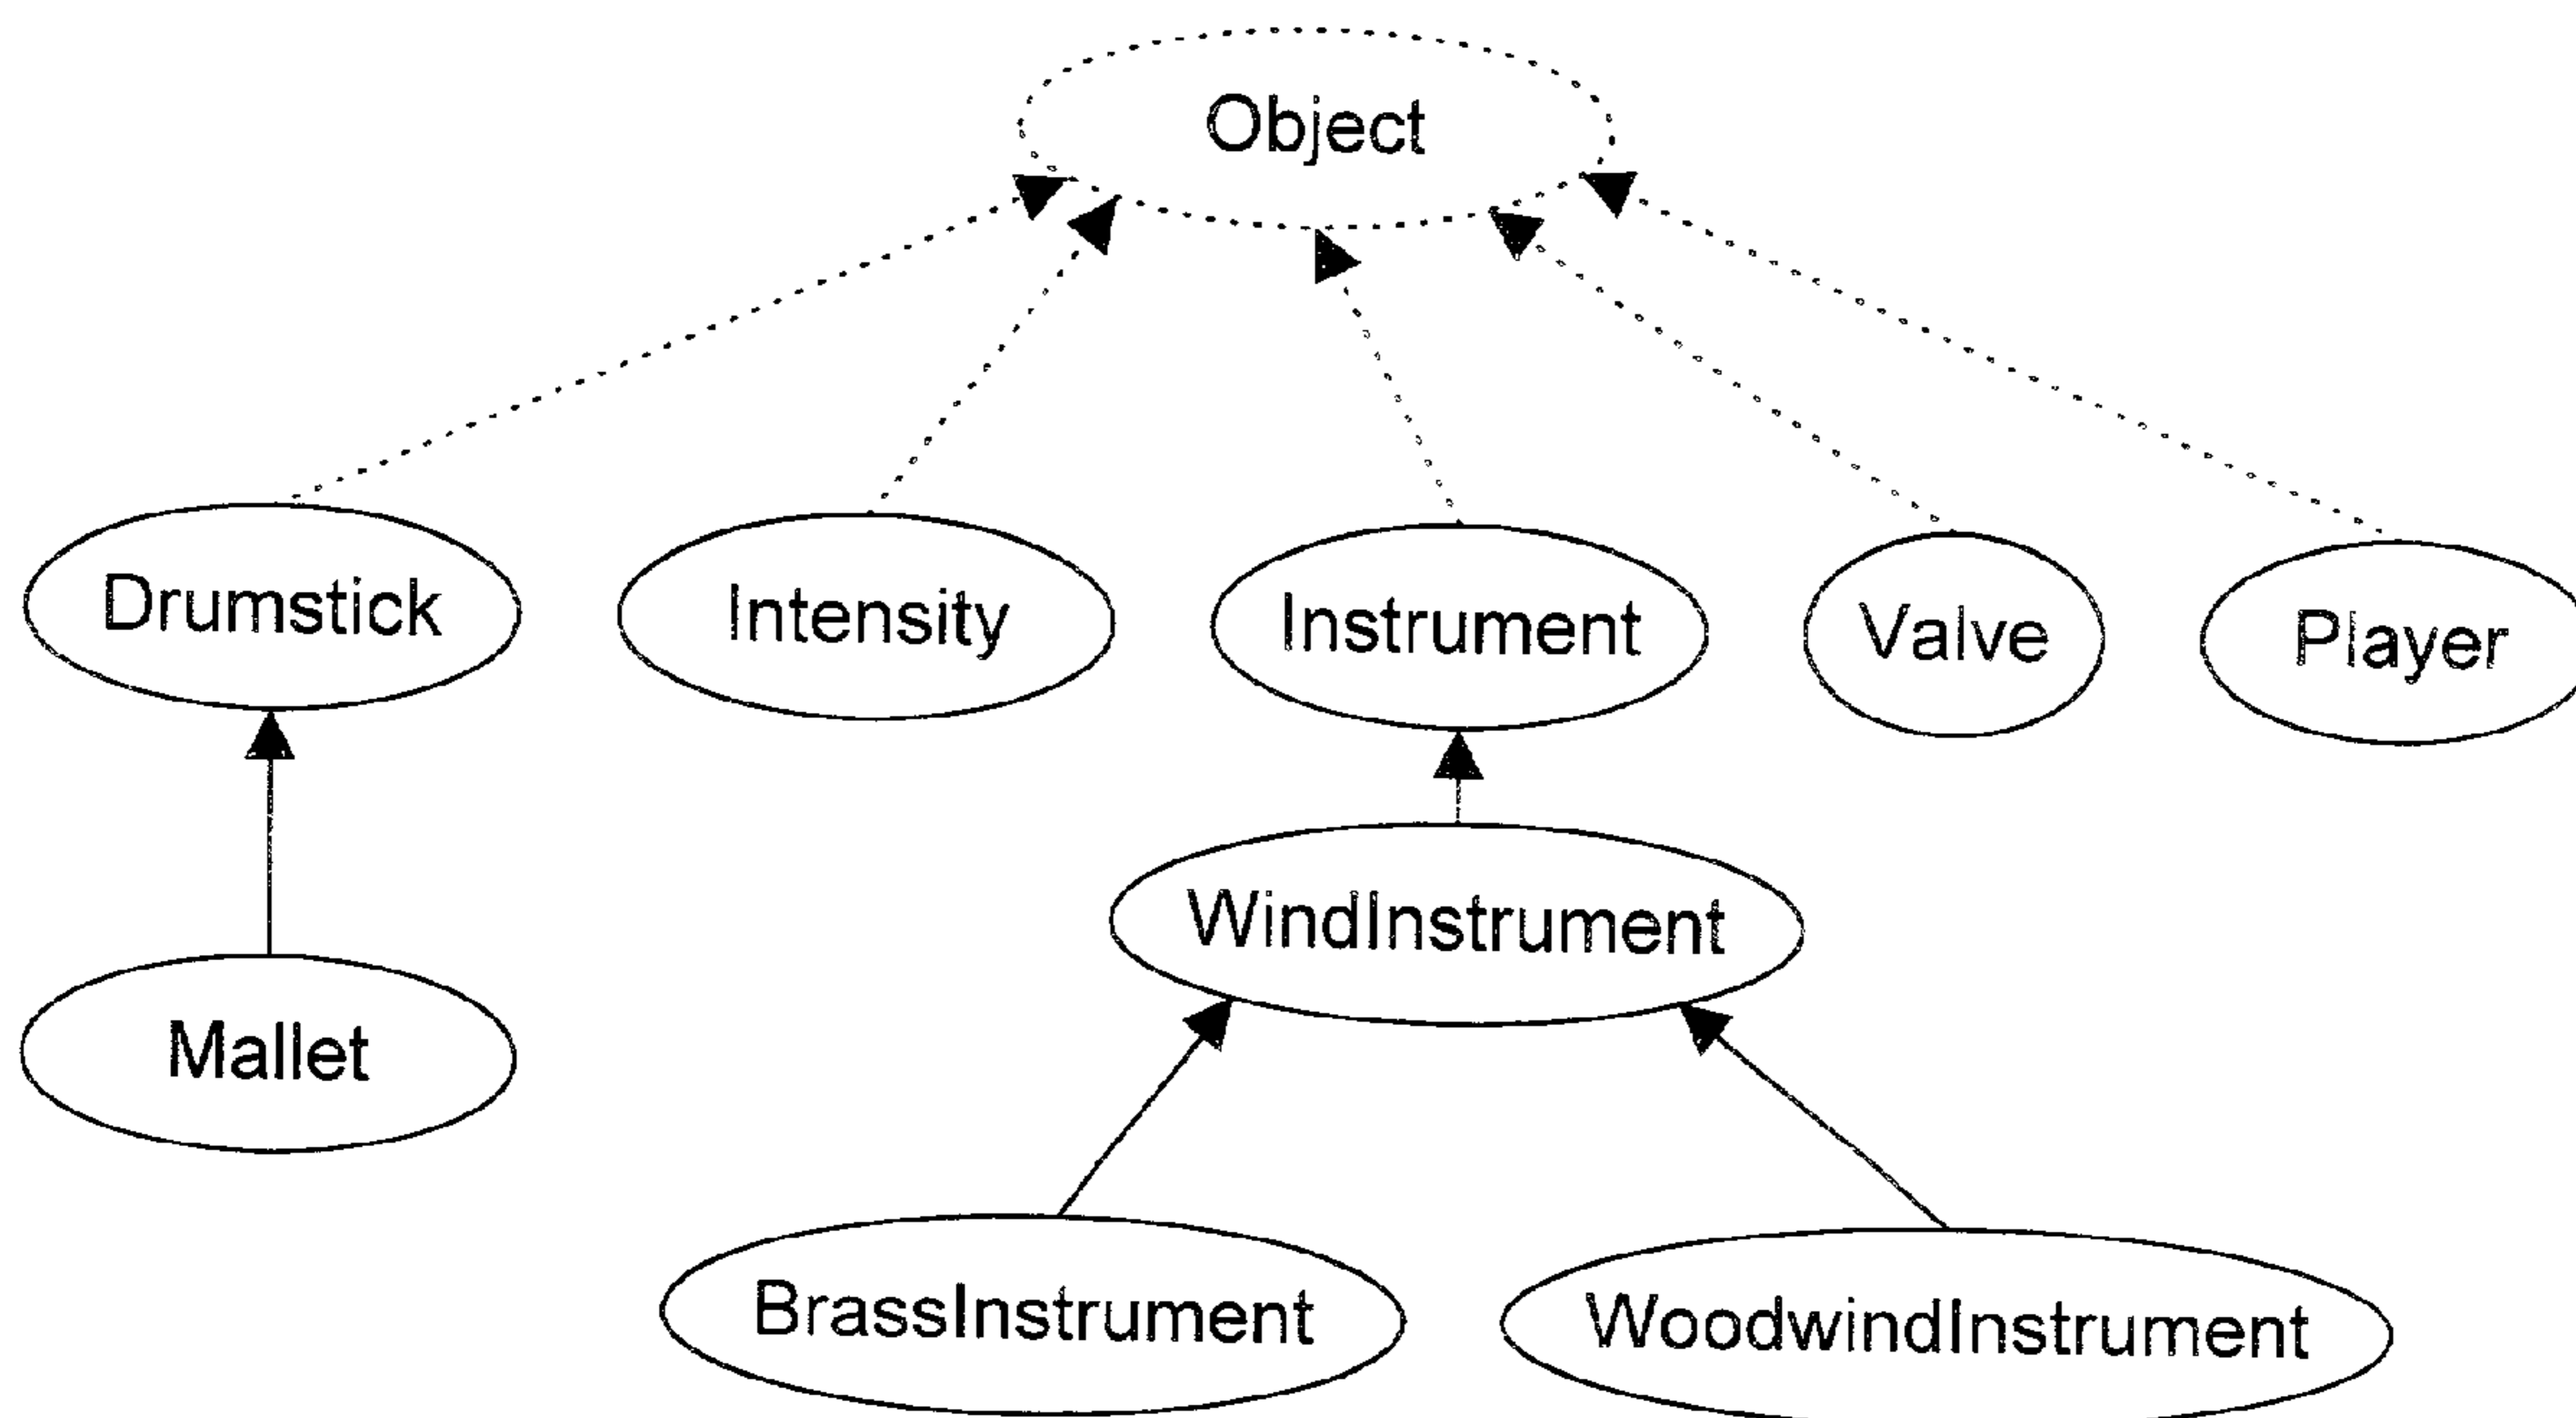 Object
Drumstick
Intensity
Instrument
Valve
Player
WindInstrument
Mallet
BrassInstrument
WoodwindInstrument